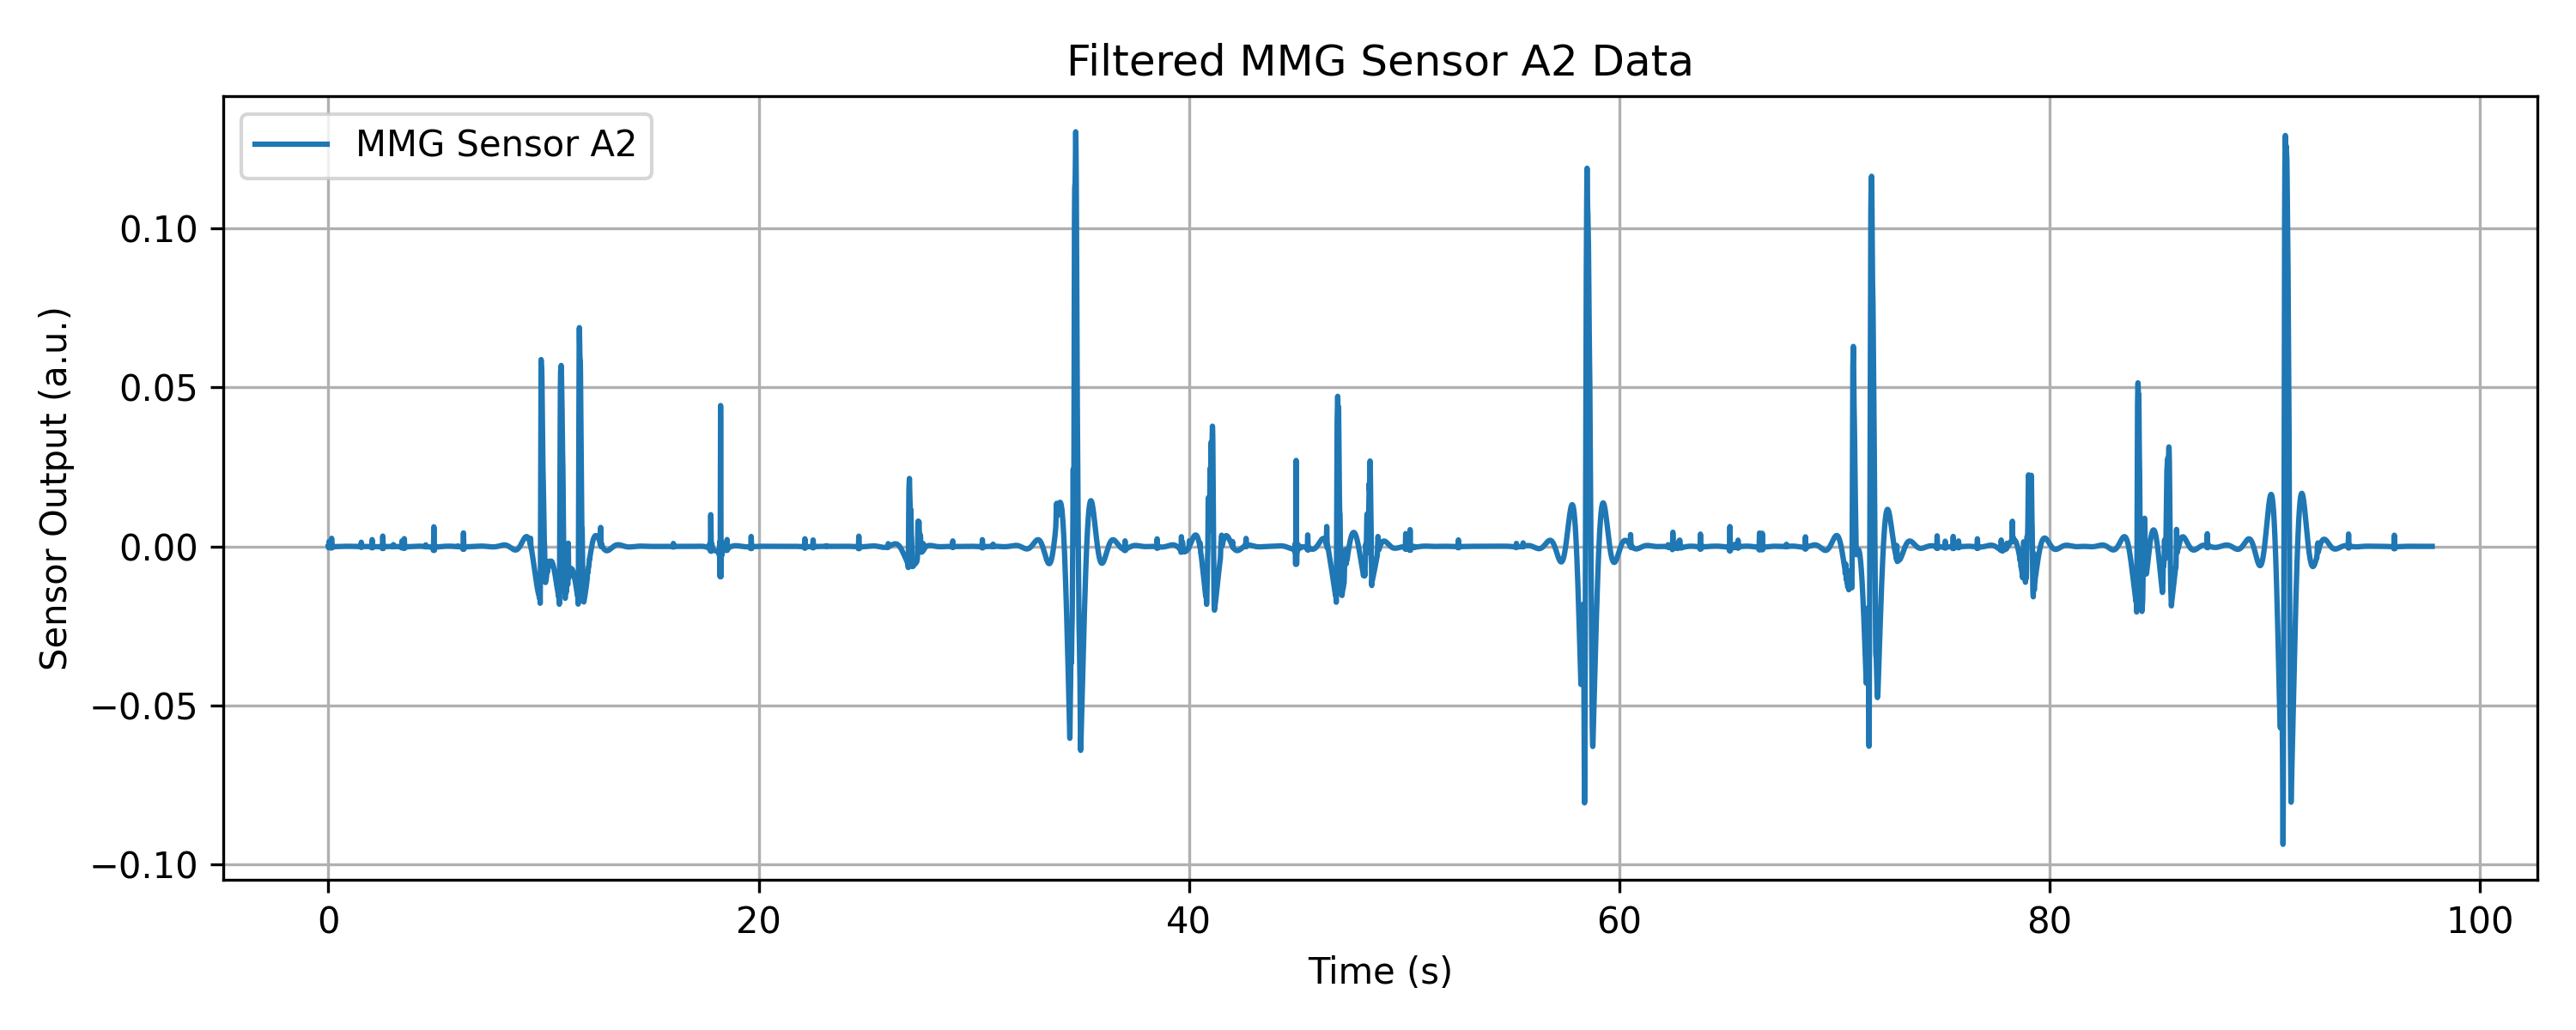 Filtered MMG Sensor A2 Data
MMG Sensor A2
Sensor Output (a.u.)
0.10
0.05
0.00
−0.05
−0.10
0 20 40 60 80 100
Time (s)